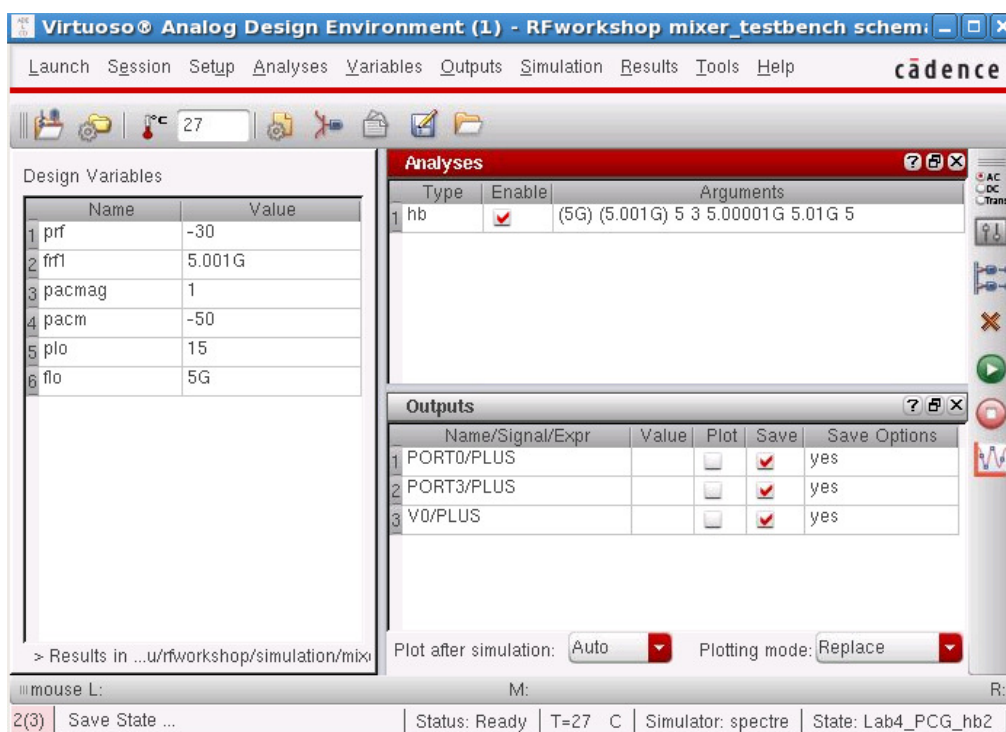 Virtuoso® Analog Design Environment (1) - RFworkshop mixer_testbench schema
Launch Session Setup Analyses Variables Outputs Simulation Results Tools Help cādence
°C 27
Design Variables
Name Value
1 prf -30
2 frf1 5.001G
3 pacmag 1
4 pacm -50
5 plo 15
6 flo 5G
> Results in ...u/rfworkshop/simulation/mix
Analyses
Type Enable Arguments
1 hb (5G) (5.001G) 5 3 5.00001G 5.01G 5
Outputs
Name/Signal/Expr Value Plot Save Save Options
1 PORT0/PLUS yes
2 PORT3/PLUS yes
3 V0/PLUS yes
Plot after simulation: Auto Plotting mode: Replace
AC
DC
Trans
mouse L: M: R:
2(3) Save State ... Status: Ready T=27 C Simulator: spectre State: Lab4_PCG_hb2